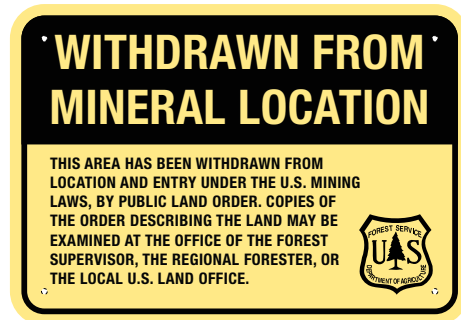 WITHDRAWN FROM
MINERAL LOCATION
THIS AREA HAS BEEN WITHDRAWN FROM
LOCATION AND ENTRY UNDER THE U.S. MINING
LAWS, BY PUBLIC LAND ORDER. COPIES OF
THE ORDER DESCRIBING THE LAND MAY BE
EXAMINED AT THE OFFICE OF THE FOREST
SUPERVISOR, THE REGIONAL FORESTER, OR
THE LOCAL U.S. LAND OFFICE.
FOREST SERVICE
U S
DEPARTMENT OF AGRICULTURE